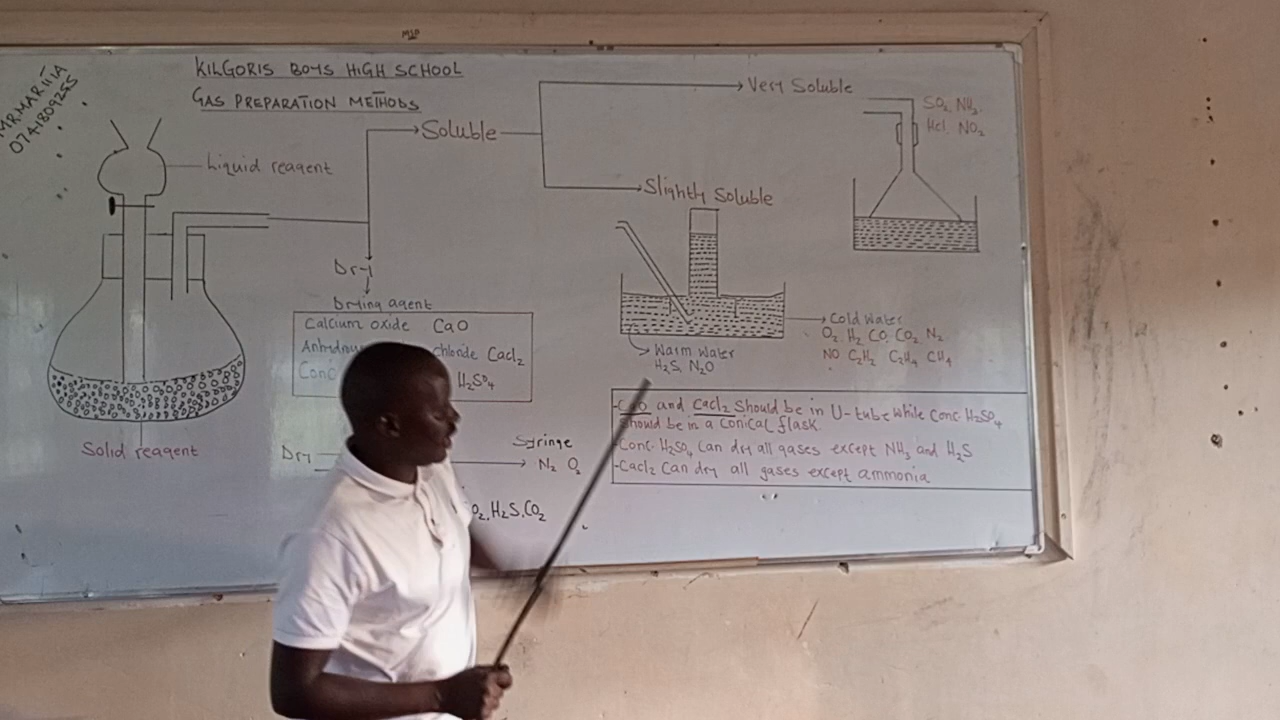 MR. MARIIIA
0741809255
KILGORIS BOYS HIGH SCHOOL
GAS PREPARATION METHODS
Liquid reagent
Solid reagent
Soluble
Very Soluble
SO2, NH3,
Hcl, NO2
Slightly Soluble
Cold water
O2, H2 CO, CO2, N2
NO C2H2 C2H4 CH4
Warm water
H2S, N2O
Dry
Drying agent
Calcium oxide CaO
chloride Cacl2
Conc H2SO4
Dry
Syringe
N2 O2
H2S, CO2
-CaO and Cacl2 Should be in U-tube while Conc. H2SO4
Should be in a Conical flask.
-Conc. H2SO4 Can dry all gases except NH3 and H2S
-Cacl2 Can dry all gases except ammonia